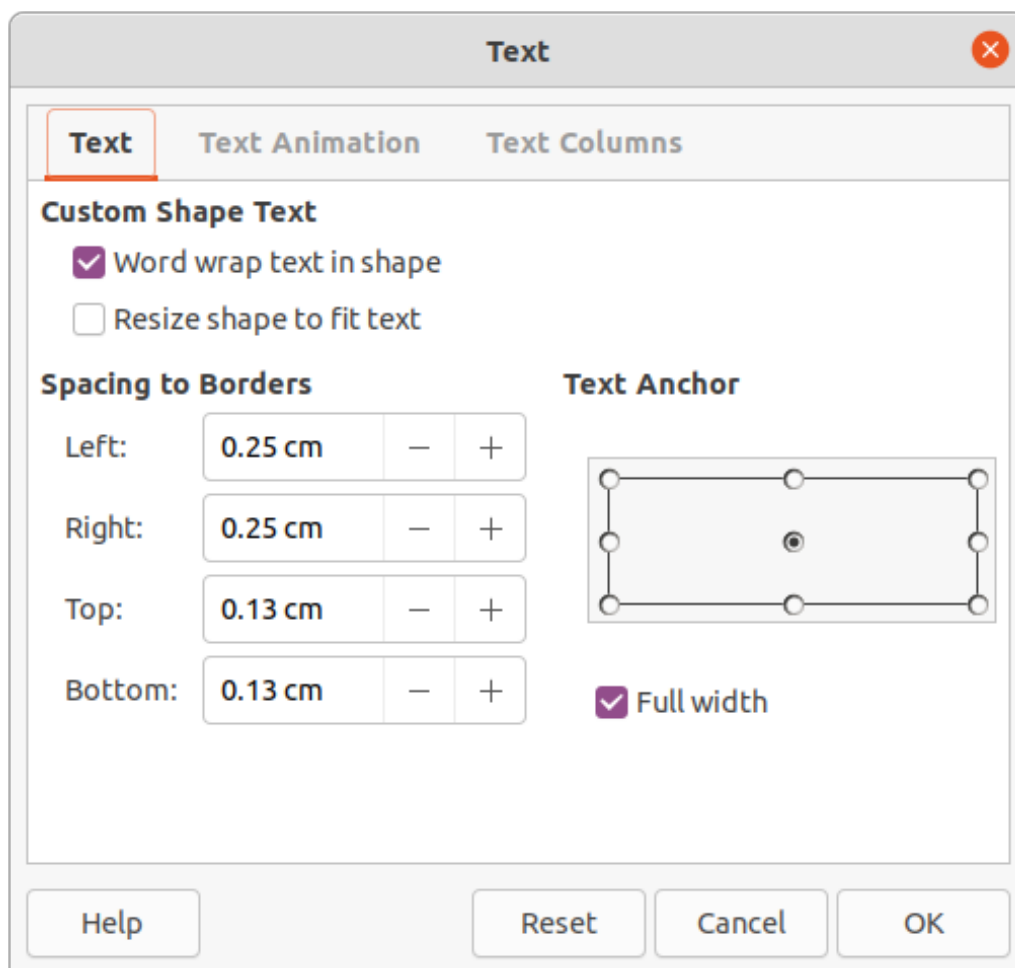 Text
Text Text Animation Text Columns
Custom Shape Text
Word wrap text in shape
Resize shape to fit text
Spacing to Borders
Left: 0.25 cm
Right: 0.25 cm
Top: 0.13 cm
Bottom: 0.13 cm
Text Anchor
Full width
Help Reset Cancel OK